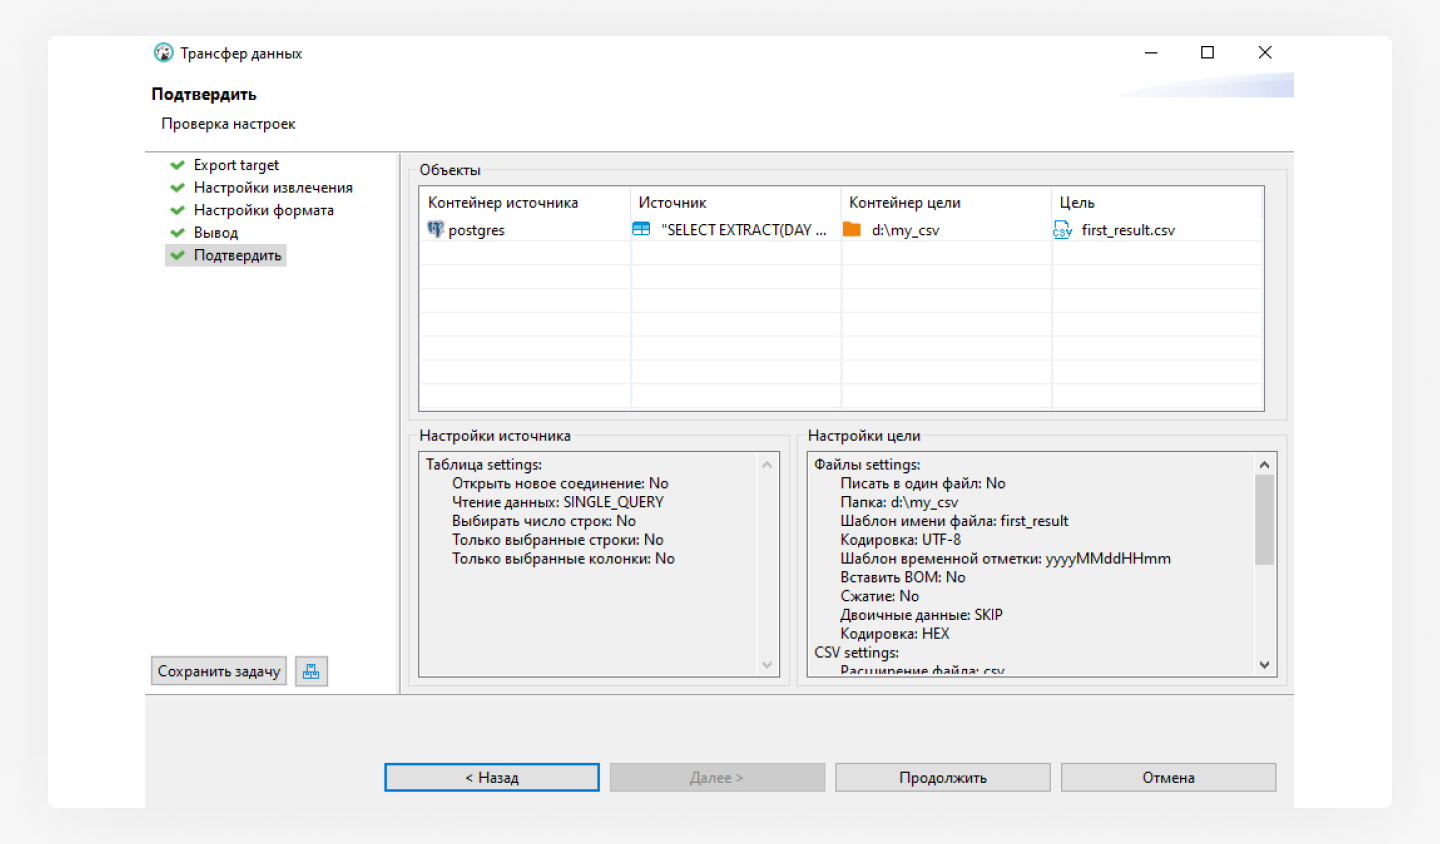 Трансфер данных
Подтвердить
Проверка настроек
Export target
Настройки извлечения
Настройки формата
Вывод
Подтвердить
Сохранить задачу
Объекты
Контейнер источника Источник Контейнер цели Цель
postgres "SELECT EXTRACT(DAY ... d:\my_csv first_result.csv
Настройки источника
Таблица settings:
Открыть новое соединение: No
Чтение данных: SINGLE_QUERY
Выбирать число строк: No
Только выбранные строки: No
Только выбранные колонки: No
Настройки цели
Файлы settings:
Писать в один файл: No
Папка: d:\my_csv
Шаблон имени файла: first_result
Кодировка: UTF-8
Шаблон временной отметки: yyyyMMddHHmm
Вставить BOM: No
Сжатие: No
Двоичные данные: SKIP
Кодировка: HEX
CSV settings:
Расширение файла: csv
< Назад Далее > Продолжить Отмена